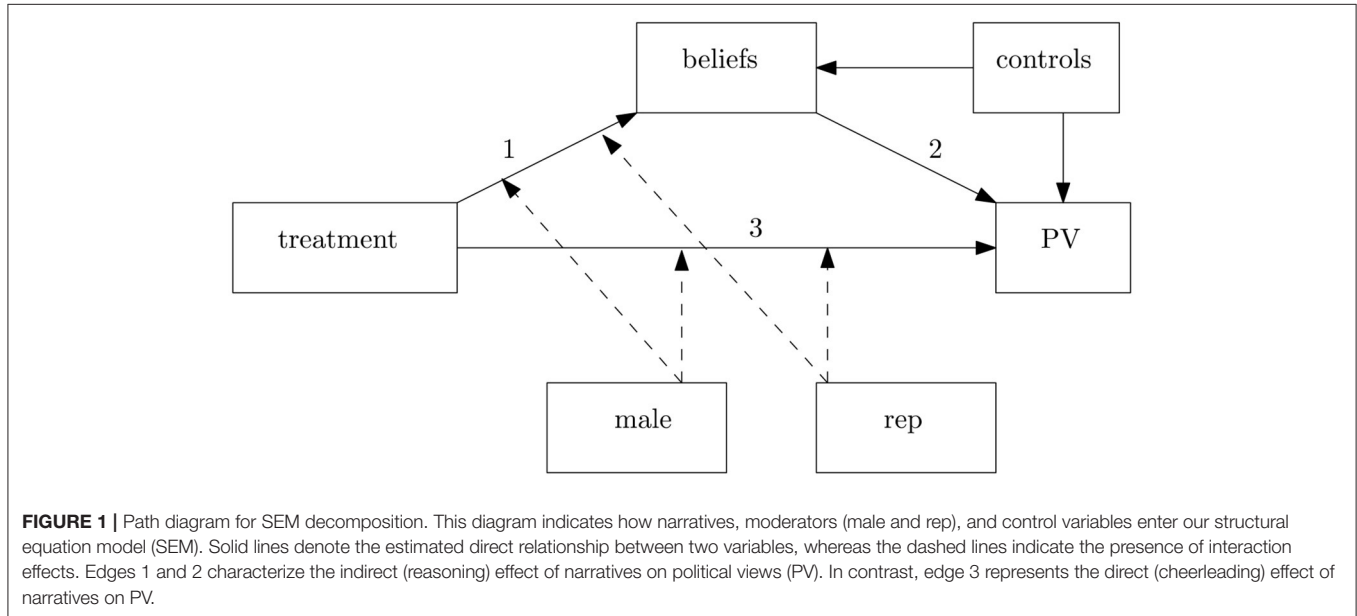 beliefs
controls
1
2
treatment
3
PV
male
rep
FIGURE 1 | Path diagram for SEM decomposition. This diagram indicates how narratives, moderators (male and rep), and control variables enter our structural
equation model (SEM). Solid lines denote the estimated direct relationship between two variables, whereas the dashed lines indicate the presence of interaction
effects. Edges 1 and 2 characterize the indirect (reasoning) effect of narratives on political views (PV). In contrast, edge 3 represents the direct (cheerleading) effect of
narratives on PV.